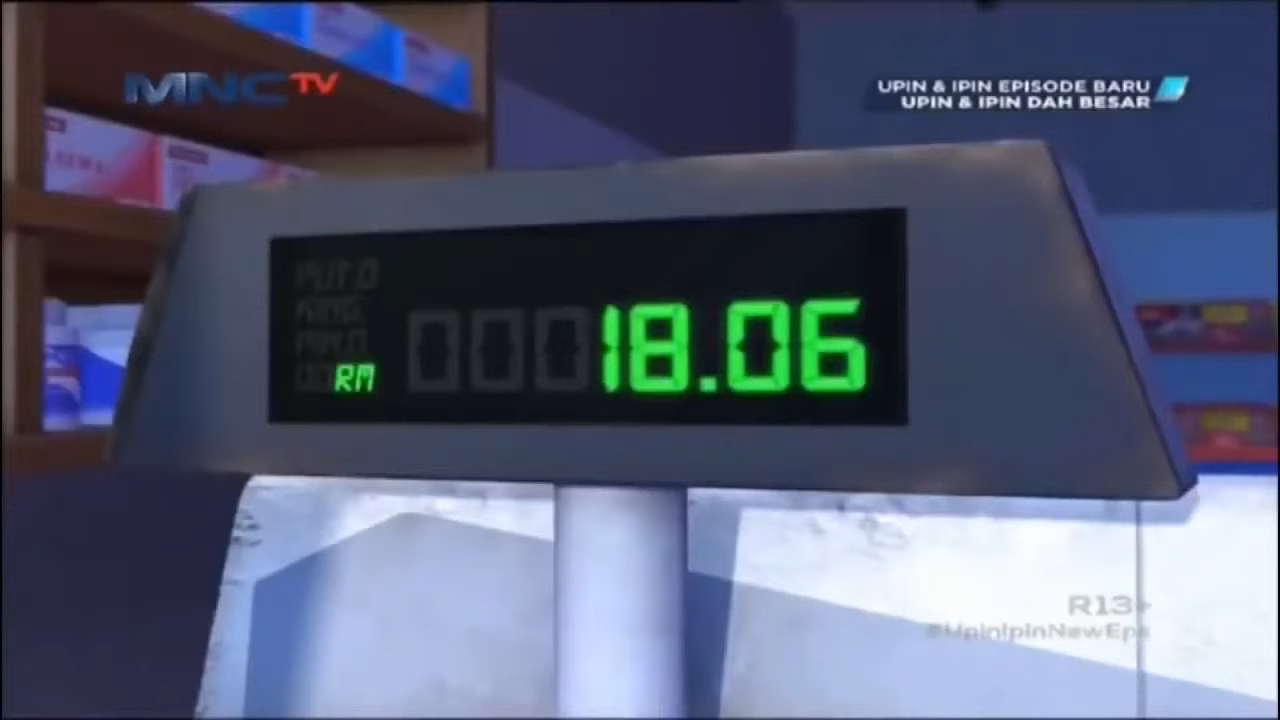 MNCTV
UPIN & IPIN EPISODE BARU
UPIN & IPIN DAH BESAR
RM 18.06
R13+
#UpinIpinNewEps